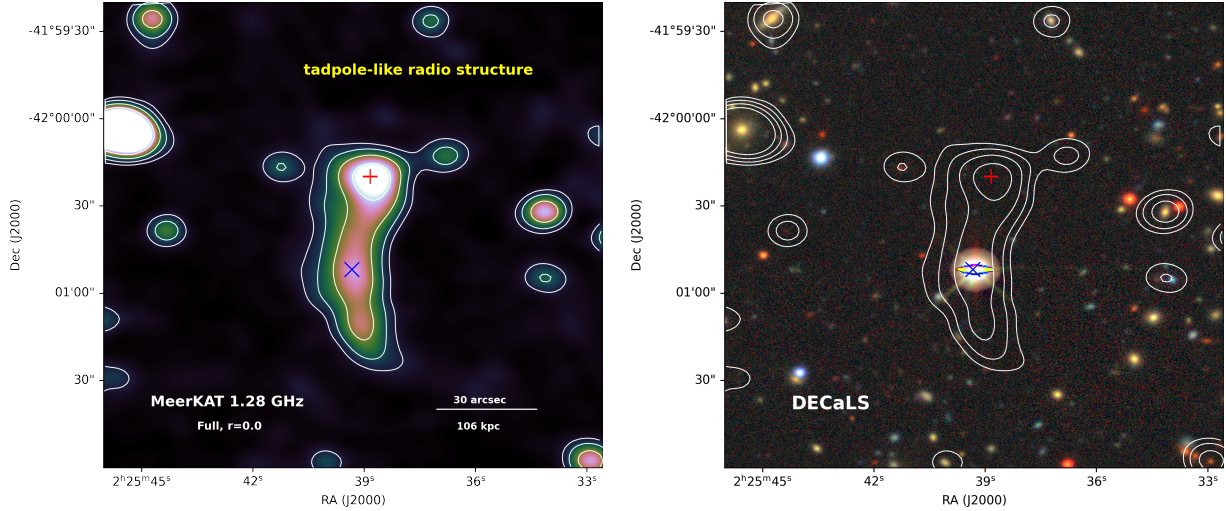 -41°59'30"
-42°00'00"
30"
01'00"
30"
Dec (J2000)
tadpole-like radio structure
MeerKAT 1.28 GHz
Full, r=0.0
30 arcsec
106 kpc
2ʰ25ᵐ45ˢ
42ˢ
39ˢ
36ˢ
33ˢ
RA (J2000)
-41°59'30"
-42°00'00"
30"
01'00"
30"
Dec (J2000)
DECaLS
2ʰ25ᵐ45ˢ
42ˢ
39ˢ
36ˢ
33ˢ
RA (J2000)